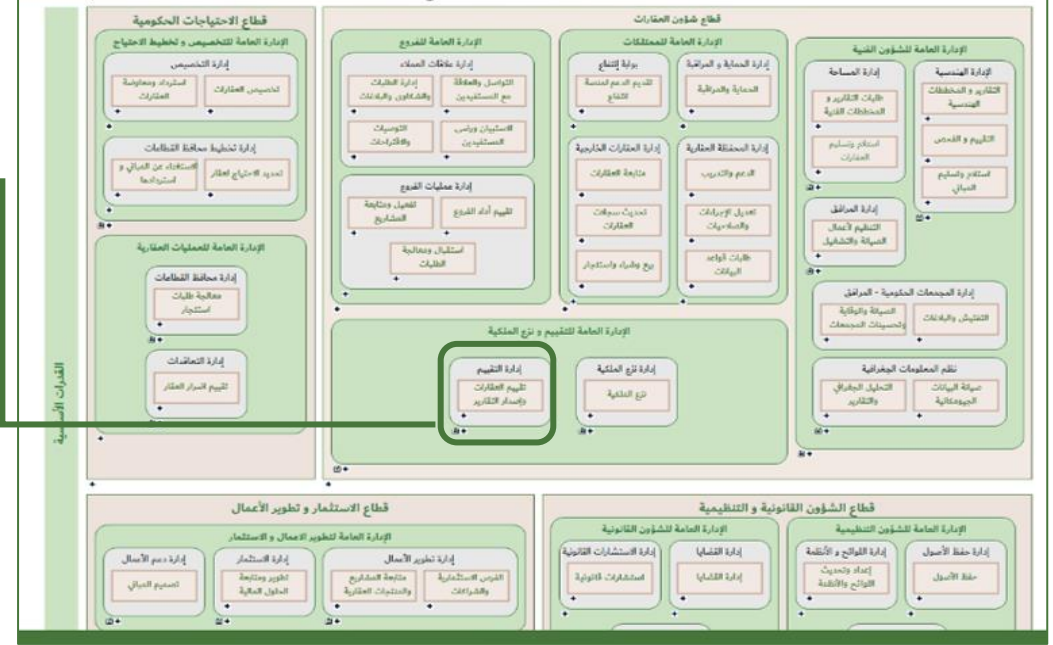 قطاع شؤون العقارات
الإدارة العامة للشؤون الفنية
الإدارة الهندسية
التقارير و المخططات
الهندسية
التقييم و الفحص
استلام وتسليم
المباني
إدارة المساحة
طلبات التقارير و
المخططات الفنية
استلام وتسليم
العقارات
إدارة المرافق
التنظيم لأعمال
الصيانة والتشغيل
إدارة المجمعات الحكومية - المرافق
الصيانة والوقاية
وتحسينات المجمعات
التفتيش والبلاغات
نظم المعلومات الجغرافية
صيانة البيانات
الجيومكانية
التحليل الجغرافي
والتقارير
الإدارة العامة للممتلكات
إدارة الحماية و المراقبة
الحماية والمراقبة
بوابة إنتفاع
تقديم الدعم لمنصة
انتفاع
إدارة المحفظة العقارية
الدعم والتدريب
تعديل الإجراءات
والصلاحيات
طلبات قواعد
البيانات
إدارة العقارات الخارجية
متابعة العقارات
تحديث سجلات
العقارات
بيع وشراء واستئجار
الإدارة العامة للفروع
إدارة علاقات العملاء
التواصل والعلاقة
مع المستفيدين
إدارة الطلبات
والشكاوى والبلاغات
الاستبيان ورضى
المستفيدين
التوصيات
والاقتراحات
إدارة عمليات الفروع
تقييم أداء الفروع
تفعيل ومتابعة
المشاريع
استقبال ومعالجة
الطلبات
الإدارة العامة للتقييم و نزع الملكية
إدارة نزع الملكية
نزع الملكية
إدارة التقييم
تقييم العقارات
وإصدار التقارير
قطاع الاحتياجات الحكومية
الإدارة العامة للتخصيص و تخطيط الاحتياج
إدارة التخصيص
تخصيص العقارات
استرداد ومعاوضة
العقارات
إدارة تخطيط محافظ القطاعات
تحديد الاحتياج لعقار
الاستغناء عن المباني و
استردادها
الإدارة العامة للعمليات العقارية
إدارة محافظ القطاعات
معالجة طلبات
استئجار
إدارة التعاقدات
تقييم اضرار العقار
القدرات الأساسية
قطاع الشؤون القانونية و التنظيمية
الإدارة العامة للشؤون التنظيمية
إدارة حفظ الأصول
حفظ الأصول
إدارة اللوائح و الأنظمة
إعداد وتحديث
اللوائح والأنظمة
الإدارة العامة للشؤون القانونية
إدارة القضايا
إدارة القضايا
إدارة الاستشارات القانونية
استشارات قانونية
قطاع الاستثمار و تطوير الأعمال
الإدارة العامة لتطوير الاعمال و الاستثمار
إدارة تطوير الأعمال
الفرص الاستثمارية
والشراكات
متابعة المشاريع
والمنتجات العقارية
إدارة الاستثمار
تطوير ومتابعة
الحلول المالية
إدارة دعم الأعمال
تصميم المباني